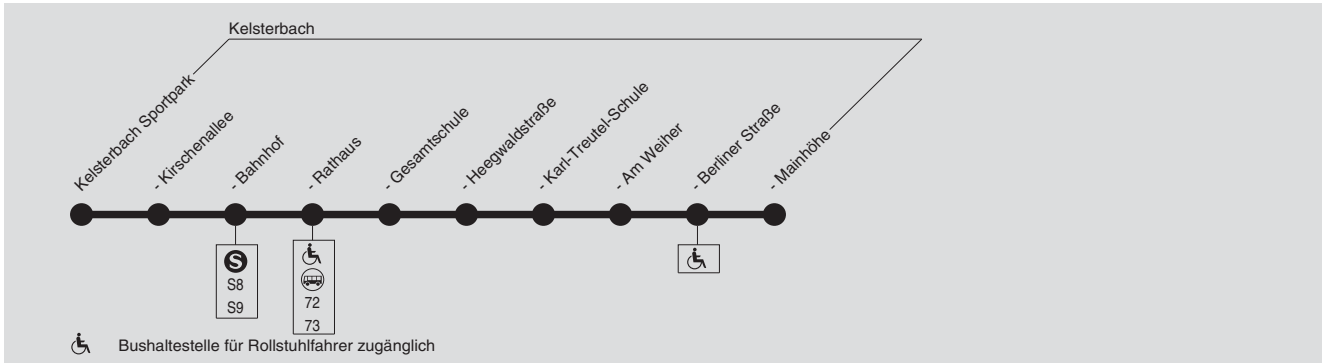 Kelsterbach
Kelsterbach Sportpark
- Kirschenallee
- Bahnhof
- Rathaus
- Gesamtschule
- Heegwaldstraße
- Karl-Treutel-Schule
- Am Weiher
- Berliner Straße
- Mainhöhe
S
S8
S9
72
73
Bushaltestelle für Rollstuhlfahrer zugänglich